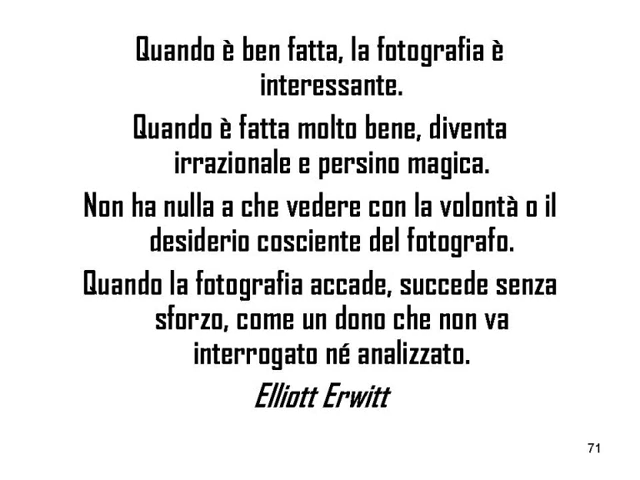 Quando è ben fatta, la fotografia è
interessante.
Quando è fatta molto bene, diventa
irrazionale e persino magica.
Non ha nulla a che vedere con la volontà o il
desiderio cosciente del fotografo.
Quando la fotografia accade, succede senza
sforzo, come un dono che non va
interrogato né analizzato.
Elliott Erwitt
71